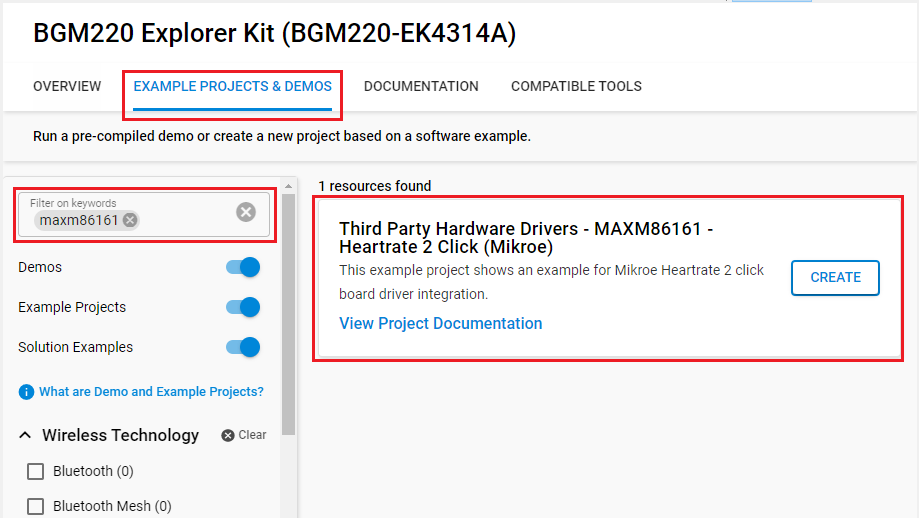 BGM220 Explorer Kit (BGM220-EK4314A)
OVERVIEW
EXAMPLE PROJECTS & DEMOS
DOCUMENTATION
COMPATIBLE TOOLS
Run a pre-compiled demo or create a new project based on a software example.
Filter on keywords
maxm86161
Demos
Example Projects
Solution Examples
What are Demo and Example Projects?
Wireless Technology
Clear
Bluetooth (0)
Bluetooth Mesh (0)
1 resources found
Third Party Hardware Drivers - MAXM86161 -
Heartrate 2 Click (Mikroe)
This example project shows an example for Mikroe Heartrate 2 click
board driver integration.
View Project Documentation
CREATE